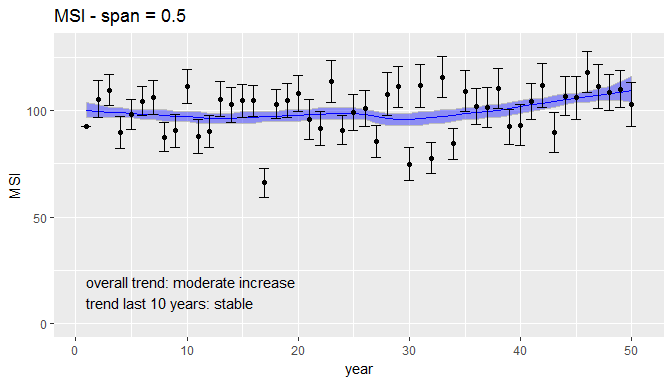 MSI - span = 0.5
MSI
100
50
0
overall trend: moderate increase
trend last 10 years: stable
0 10 20 30 40 50
year